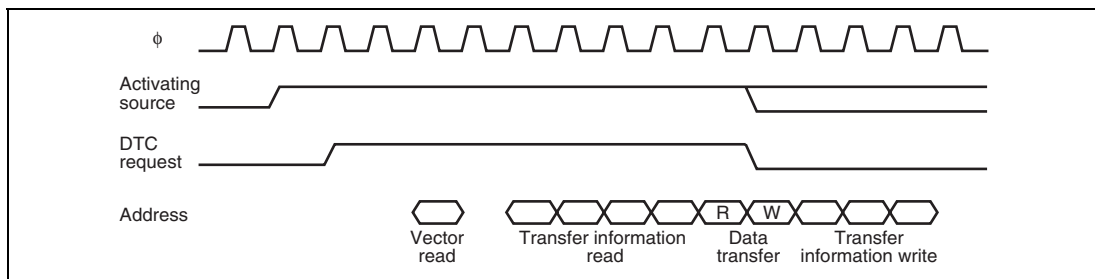 ϕ
Activating
source
DTC
request
Address
R W
Vector
read
Transfer information
read
Data
transfer
Transfer
information write